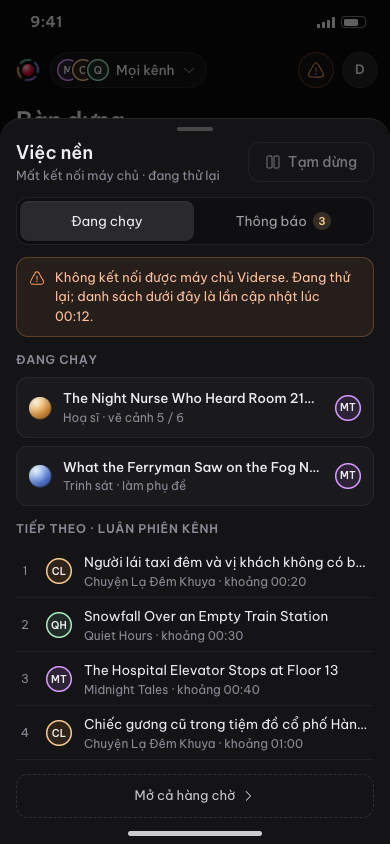 9:41
M C Q Mọi kênh D
Việc nền
Mất kết nối máy chủ · đang thử lại
Tạm dừng
Đang chạy
Thông báo 3
Không kết nối được máy chủ Viderse. Đang thử
lại; danh sách dưới đây là lần cập nhật lúc
00:12.
ĐANG CHẠY
The Night Nurse Who Heard Room 21...
Hoạ sĩ · vẽ cảnh 5 / 6
MT
What the Ferryman Saw on the Fog N...
Trinh sát · làm phụ đề
MT
TIẾP THEO · LUÂN PHIÊN KÊNH
1 CL Người lái taxi đêm và vị khách không có b...
Chuyện Lạ Đêm Khuya · khoảng 00:20
2 QH Snowfall Over an Empty Train Station
Quiet Hours · khoảng 00:30
3 MT The Hospital Elevator Stops at Floor 13
Midnight Tales · khoảng 00:40
4 CL Chiếc gương cũ trong tiệm đồ cổ phố Hàn...
Chuyện Lạ Đêm Khuya · khoảng 01:00
Mở cả hàng chờ